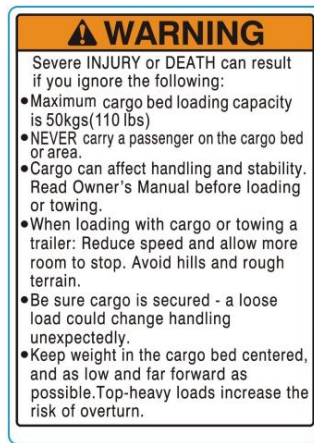 WARNING
Severe INJURY or DEATH can result
if you ignore the following:
●Maximum cargo bed loading capacity
is 50kgs(110 lbs)
●NEVER carry a passenger on the cargo bed
or area.
●Cargo can affect handling and stability.
Read Owner's Manual before loading
or towing.
●When loading with cargo or towing a
trailer: Reduce speed and allow more
room to stop. Avoid hills and rough
terrain.
●Be sure cargo is secured - a loose
load could change handling
unexpectedly.
●Keep weight in the cargo bed centered,
and as low and far forward as
possible.Top-heavy loads increase the
risk of overturn.